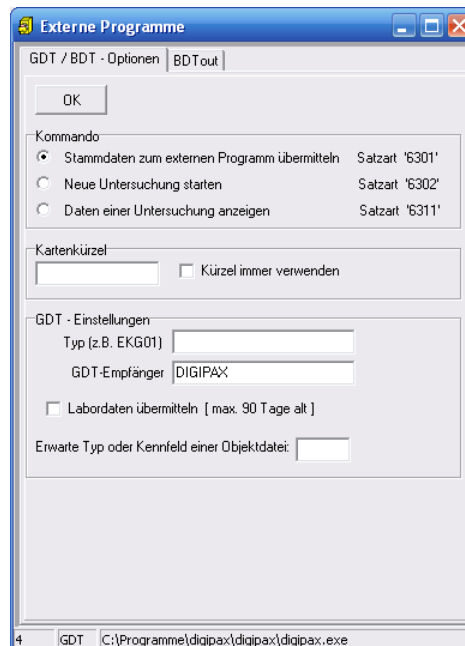 Externe Programme
GDT / BDT - Optionen BDTout
OK
Kommando
Stammdaten zum externen Programm übermitteln Satzart '6301'
Neue Untersuchung starten Satzart '6302'
Daten einer Untersuchung anzeigen Satzart '6311'
Kartenkürzel
Kürzel immer verwenden
GDT - Einstellungen
Typ (z.B. EKG01)
GDT-Empfänger DIGIPAX
Labordaten übermitteln [ max. 90 Tage alt ]
Erwarte Typ oder Kennfeld einer Objektdatei:
4 GDT C:\Programme\digipax\digipax\digipax.exe